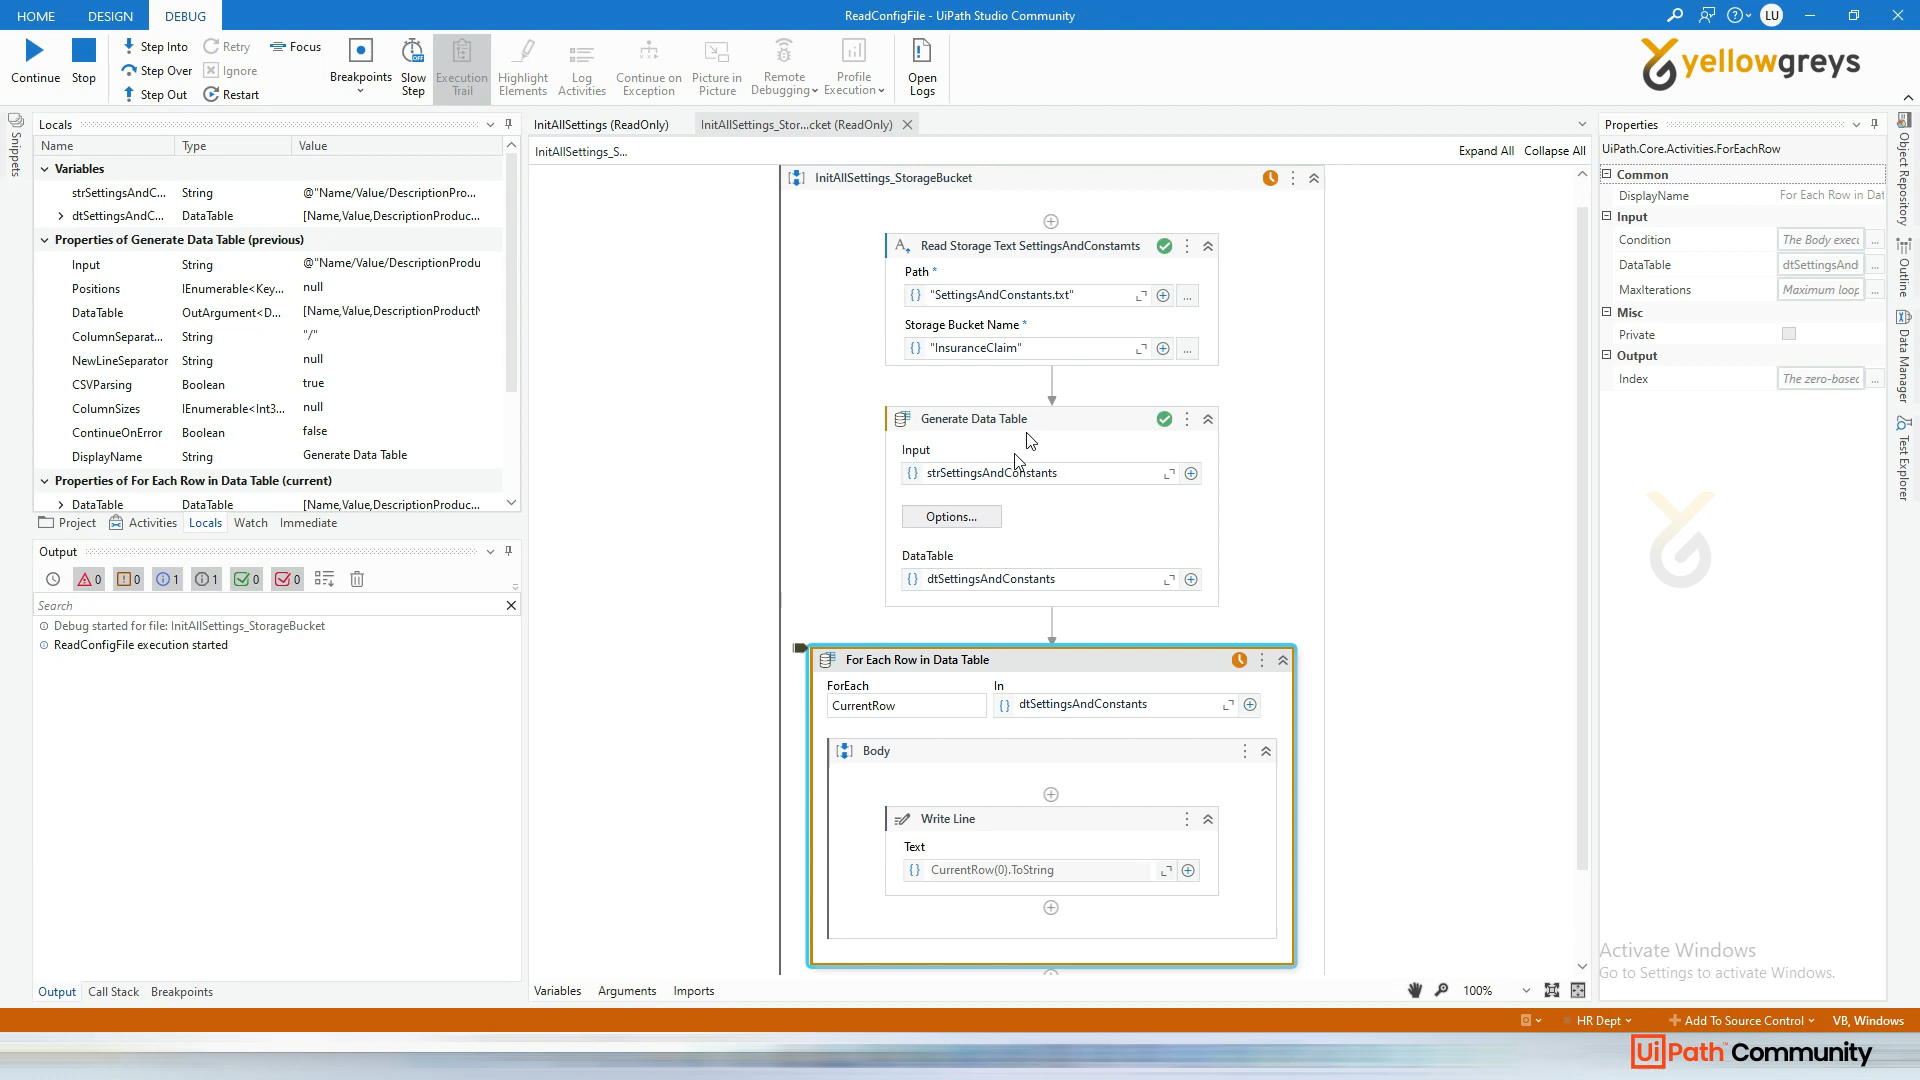 HOME DESIGN DEBUG
ReadConfigFile - UiPath Studio Community
LU
Continue Stop
Step Into
Step Over
Step Out
Retry
Ignore
Restart
Focus
Breakpoints
Slow Step
Execution Trail
Highlight Elements
Log Activities
Continue on Exception
Picture in Picture
Remote Debugging
Profile Execution
Open Logs
yellowgreys
Snippets
Locals
Name Type Value
Variables
strSettingsAndC... String @"Name/Value/DescriptionPro...
dtSettingsAndC... DataTable [Name,Value,DescriptionProduc...
Properties of Generate Data Table (previous)
Input String @"Name/Value/DescriptionProdu
Positions IEnumerable<Key... null
DataTable OutArgument<D... [Name,Value,DescriptionProduct
ColumnSeparat... String "/"
NewLineSeparator String null
CSVParsing Boolean true
ColumnSizes IEnumerable<Int3... null
ContinueOnError Boolean false
DisplayName String Generate Data Table
Properties of For Each Row in Data Table (current)
DataTable DataTable [Name,Value,DescriptionProduc...
Project Activities Locals Watch Immediate
Output
0 0 1 1 0 0
Search
Debug started for file: InitAllSettings_StorageBucket
ReadConfigFile execution started
Output Call Stack Breakpoints
InitAllSettings (ReadOnly) InitAllSettings_Stor...cket (ReadOnly)
InitAllSettings_S...
Expand All Collapse All
InitAllSettings_StorageBucket
Read Storage Text SettingsAndConstamts
Path *
"SettingsAndConstants.txt"
Storage Bucket Name *
"InsuranceClaim"
Generate Data Table
Input
strSettingsAndConstants
Options...
DataTable
dtSettingsAndConstants
For Each Row in Data Table
ForEach In
CurrentRow dtSettingsAndConstants
Body
Write Line
Text
CurrentRow(0).ToString
Variables Arguments Imports
100%
Properties
UiPath.Core.Activities.ForEachRow
Common
DisplayName For Each Row in Dat
Input
Condition The Body execu ...
DataTable dtSettingsAnd ...
MaxIterations Maximum loop ...
Misc
Private
Output
Index The zero-based ...
Object Repository
Outline
Data Manager
Test Explorer
Activate Windows
Go to Settings to activate Windows.
HR Dept Add To Source Control VB, Windows
UiPath™ Community